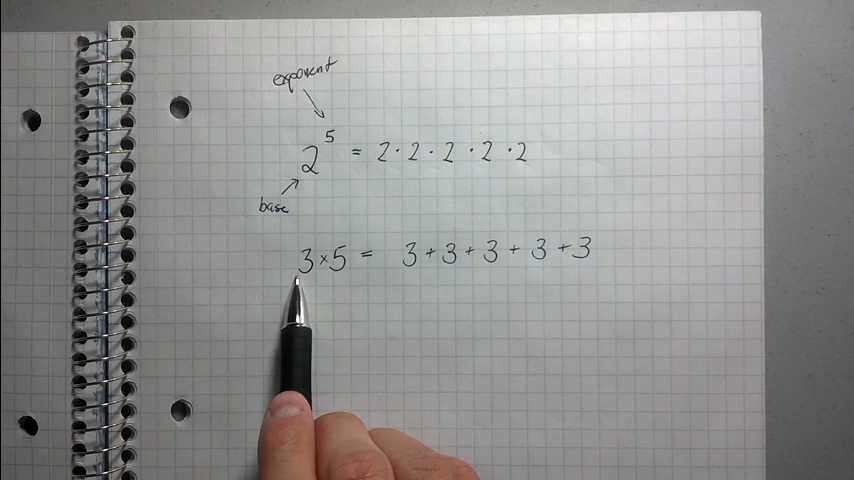 exponent
2⁵ = 2 · 2 · 2 · 2 · 2
base
3 × 5 = 3 + 3 + 3 + 3 + 3